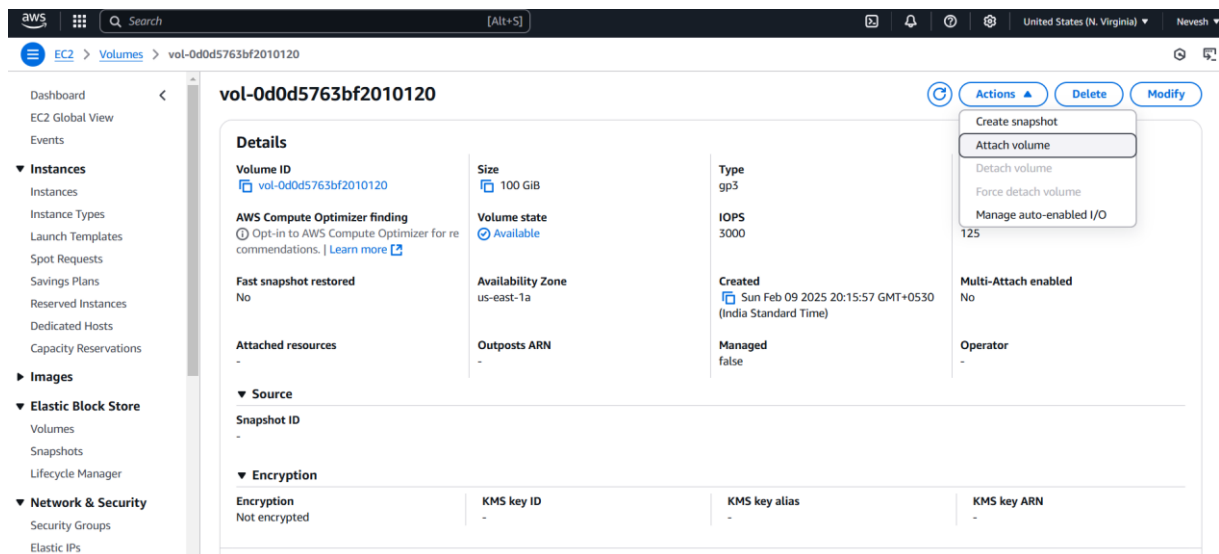 aws
Search
[Alt+S]
United States (N. Virginia)
Nevesh
EC2 > Volumes > vol-0d0d5763bf2010120
Dashboard
EC2 Global View
Events
Instances
Instances
Instance Types
Launch Templates
Spot Requests
Savings Plans
Reserved Instances
Dedicated Hosts
Capacity Reservations
Images
Elastic Block Store
Volumes
Snapshots
Lifecycle Manager
Network & Security
Security Groups
Elastic IPs
vol-0d0d5763bf2010120
Actions
Delete
Modify
Create snapshot
Attach volume
Detach volume
Force detach volume
Manage auto-enabled I/O
Details
Volume ID
vol-0d0d5763bf2010120
Size
100 GiB
Type
gp3
AWS Compute Optimizer finding
Opt-in to AWS Compute Optimizer for re
commendations. | Learn more
Volume state
Available
IOPS
3000
125
Fast snapshot restored
No
Availability Zone
us-east-1a
Created
Sun Feb 09 2025 20:15:57 GMT+0530
(India Standard Time)
Multi-Attach enabled
No
Attached resources
-
Outposts ARN
-
Managed
false
Operator
-
Source
Snapshot ID
-
Encryption
Encryption
Not encrypted
KMS key ID
-
KMS key alias
-
KMS key ARN
-